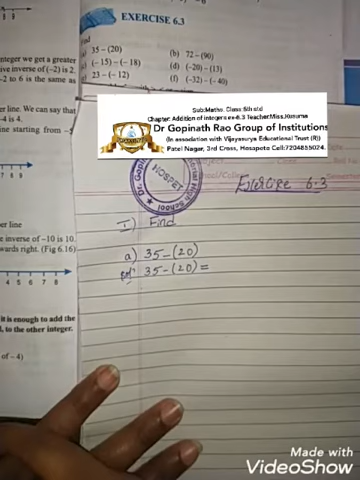 EXERCISE 6.3
35 – (20)
(b) 72 – (90)
(– 15) – (– 18)
(d) (–20) – (13)
23 – (– 12)
(f) (–32) – (– 40)
nteger we get a greater
ive inverse of (–2) is 2.
–2 to 6 is the same as
er line. We can say that
–4 is 4.
ine starting from –
7 8 9
Sub:Maths, Class:6th std
Chapter: Addition of integers ex-6.3 Teacher,Miss,Kusuma
Dr Gopinath Rao Group of Institutions
(In association with Vijayasurya Educational Trust (R))
Patel Nagar, 3rd Cross, Hosapete Cell:7204855024.
HOSPET
Exercise 6.3
I) Find
a) 35 – (20)
35 – (20) =
er line
e inverse of –10 is 10.
wards right. (Fig 6.16)
4 5 6 7 8 9
it is enough to add the
l, to the other integer.
of –4)
Made with
VideoShow